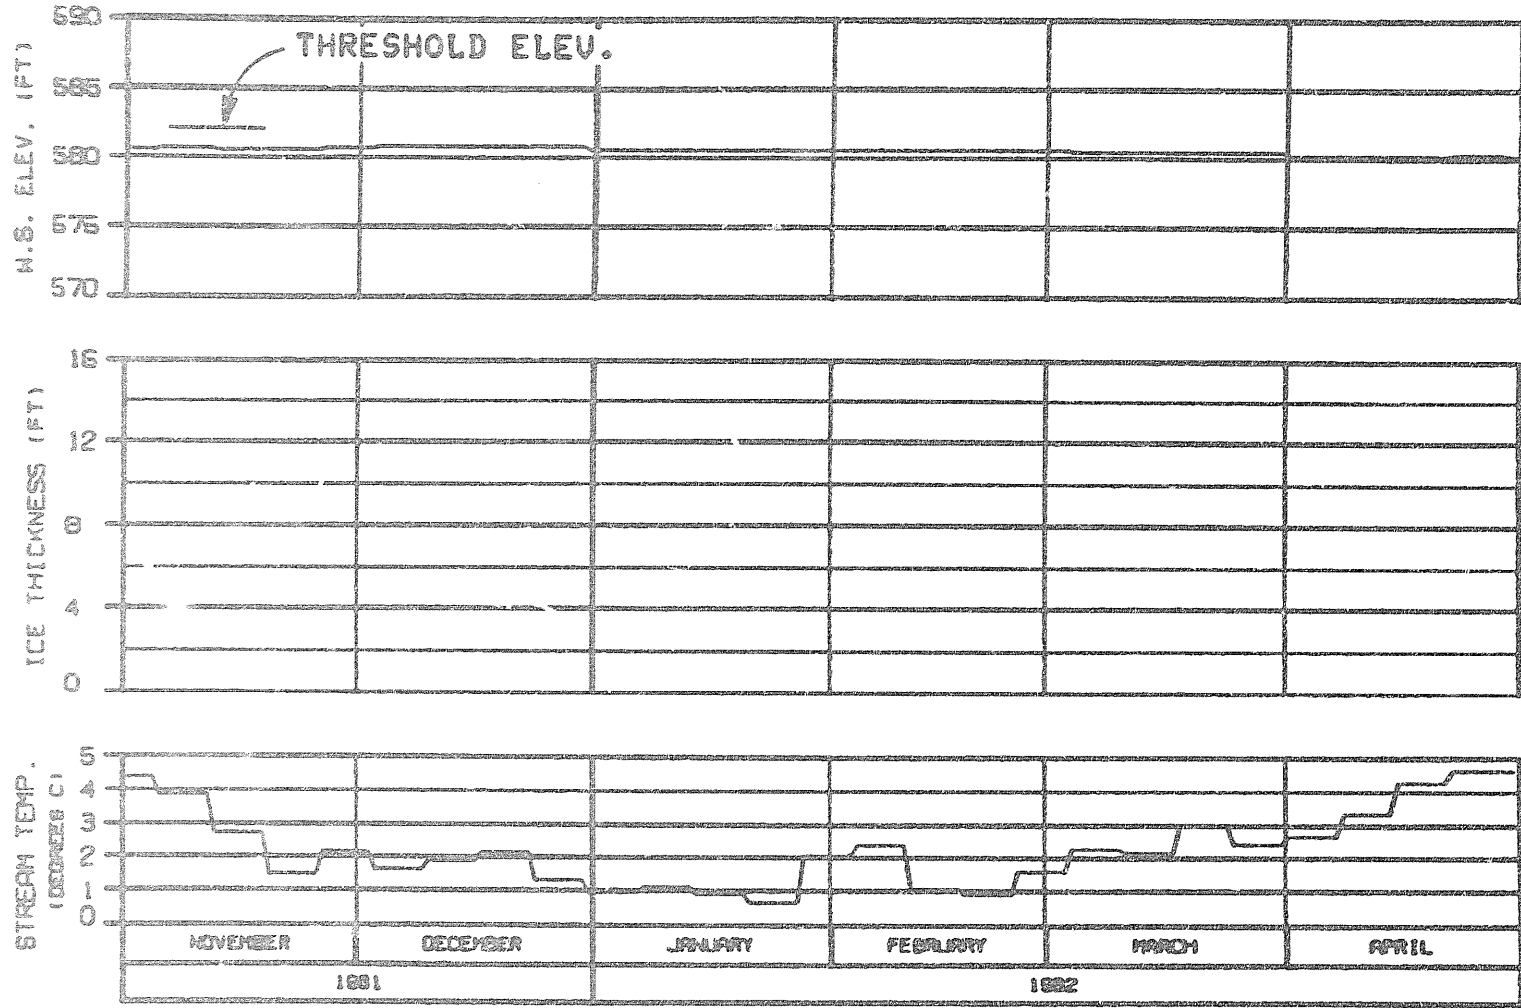 590
THRESHOLD ELEV.
585
580
575
570
W.S. ELEV. (FT)
16
12
8
4
0
ICE THICKNESS (FT)
5
4
3
2
1
0
STREAM TEMP.
(DEGREES C)
NOVEMBER DECEMBER JANUARY FEBRUARY MARCH APRIL
1981 1982